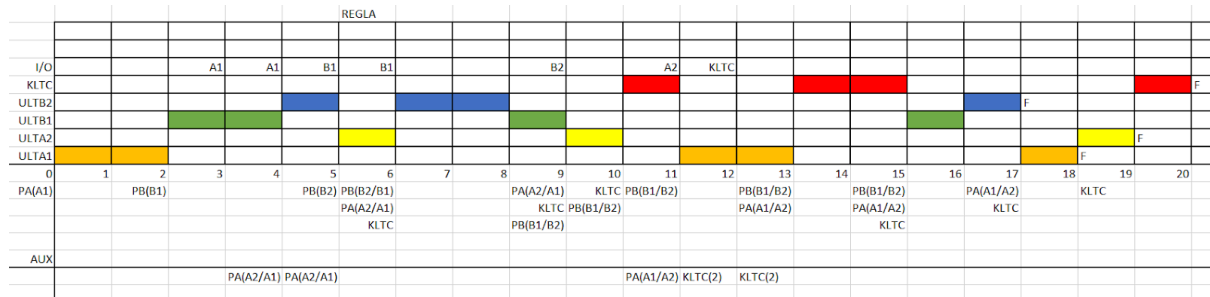 REGLA
I/O A1 A1 B1 B1 B2 A2 KLTC
KLTC F
ULTB2 F
ULTB1
ULTA2 F
ULTA1 F
0 1 2 3 4 5 6 7 8 9 10 11 12 13 14 15 16 17 18 19 20
PA(A1) PB(B1) PB(B2) PB(B2/B1) PA(A2/A1) KLTC PB(B1/B2) PB(B1/B2) PB(B1/B2) PA(A1/A2) KLTC
PA(A2/A1) KLTC PB(B1/B2) PA(A1/A2) PA(A1/A2) KLTC
KLTC PB(B1/B2) KLTC
AUX
PA(A2/A1) PA(A2/A1) PA(A1/A2) KLTC(2) KLTC(2)